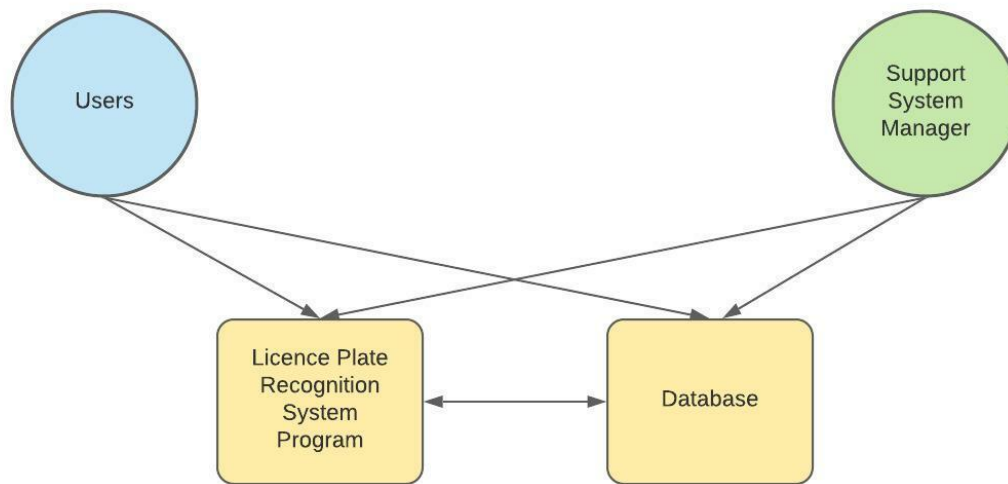 Users
Support
System
Manager
Licence Plate
Recognition
System
Program
Database